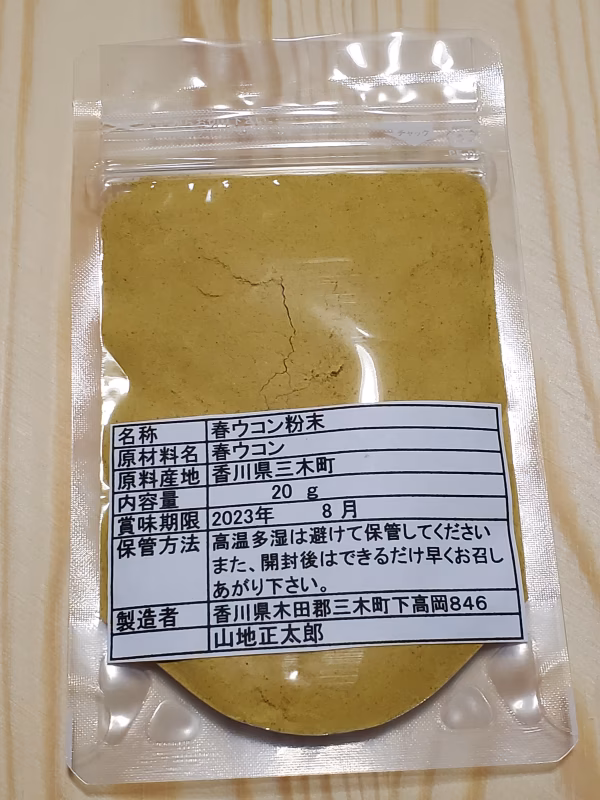 チャック
名称 春ウコン粉末
原材料名 春ウコン
原料産地 香川県三木町
内容量 20 g
賞味期限 2023年 8月
保管方法 高温多湿は避けて保管してください
また、開封後はできるだけ早くお召し
あがり下さい。
製造者 香川県木田郡三木町下高岡846
山地正太郎